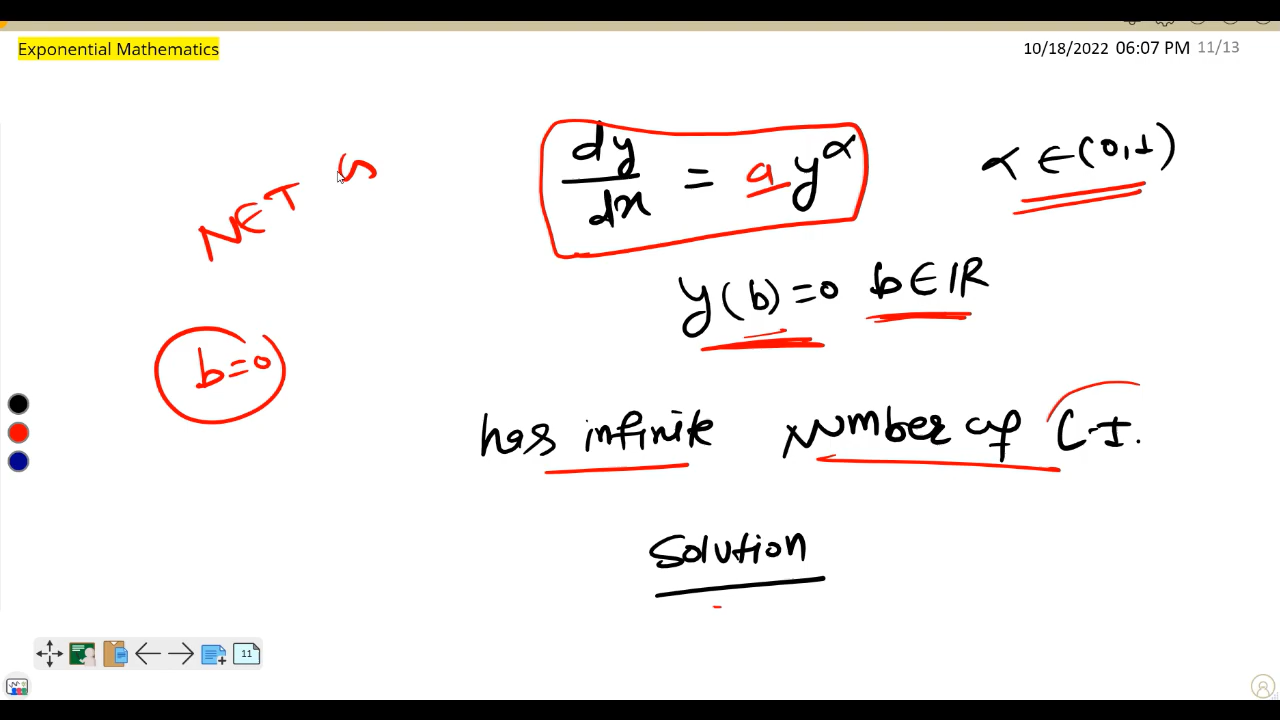 Exponential Mathematics
10/18/2022 06:07 PM 11/13
dy/dx = a y^α α ∈ (0,1)
NET
y(b)=0 b ∈ IR
b=0
has infinite Number of L.I.
Solution
11